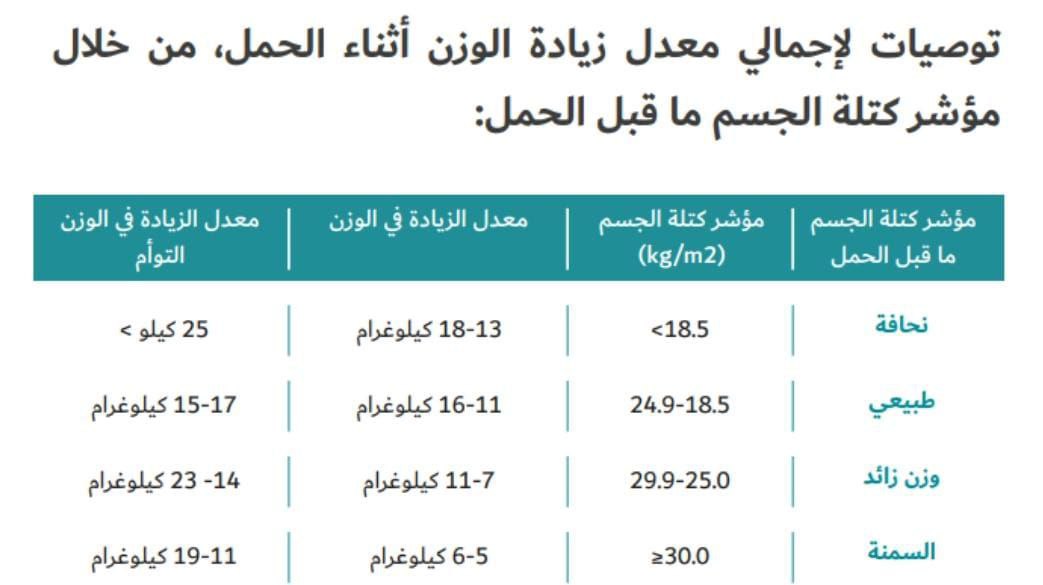 توصيات لإجمالي معدل زيادة الوزن أثناء الحمل، من خلال
مؤشر كتلة الجسم ما قبل الحمل:
مؤشر كتلة الجسم ما قبل الحمل | مؤشر كتلة الجسم (kg/m2) | معدل الزيادة في الوزن | معدل الزيادة في الوزن التوأم
نحافة | <18.5 | 18-13 كيلوغرام | 25 كيلو >
طبيعي | 24.9-18.5 | 16-11 كيلوغرام | 15-17 كيلوغرام
وزن زائد | 29.9-25.0 | 11-7 كيلوغرام | 14- 23 كيلوغرام
السمنة | ≥30.0 | 6-5 كيلوغرام | 19-11 كيلوغرام